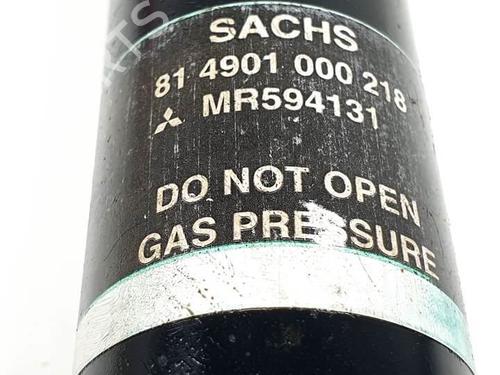 SACHS
81 4901 000 218
MR594131
DO NOT OPEN
GAS PRESSURE